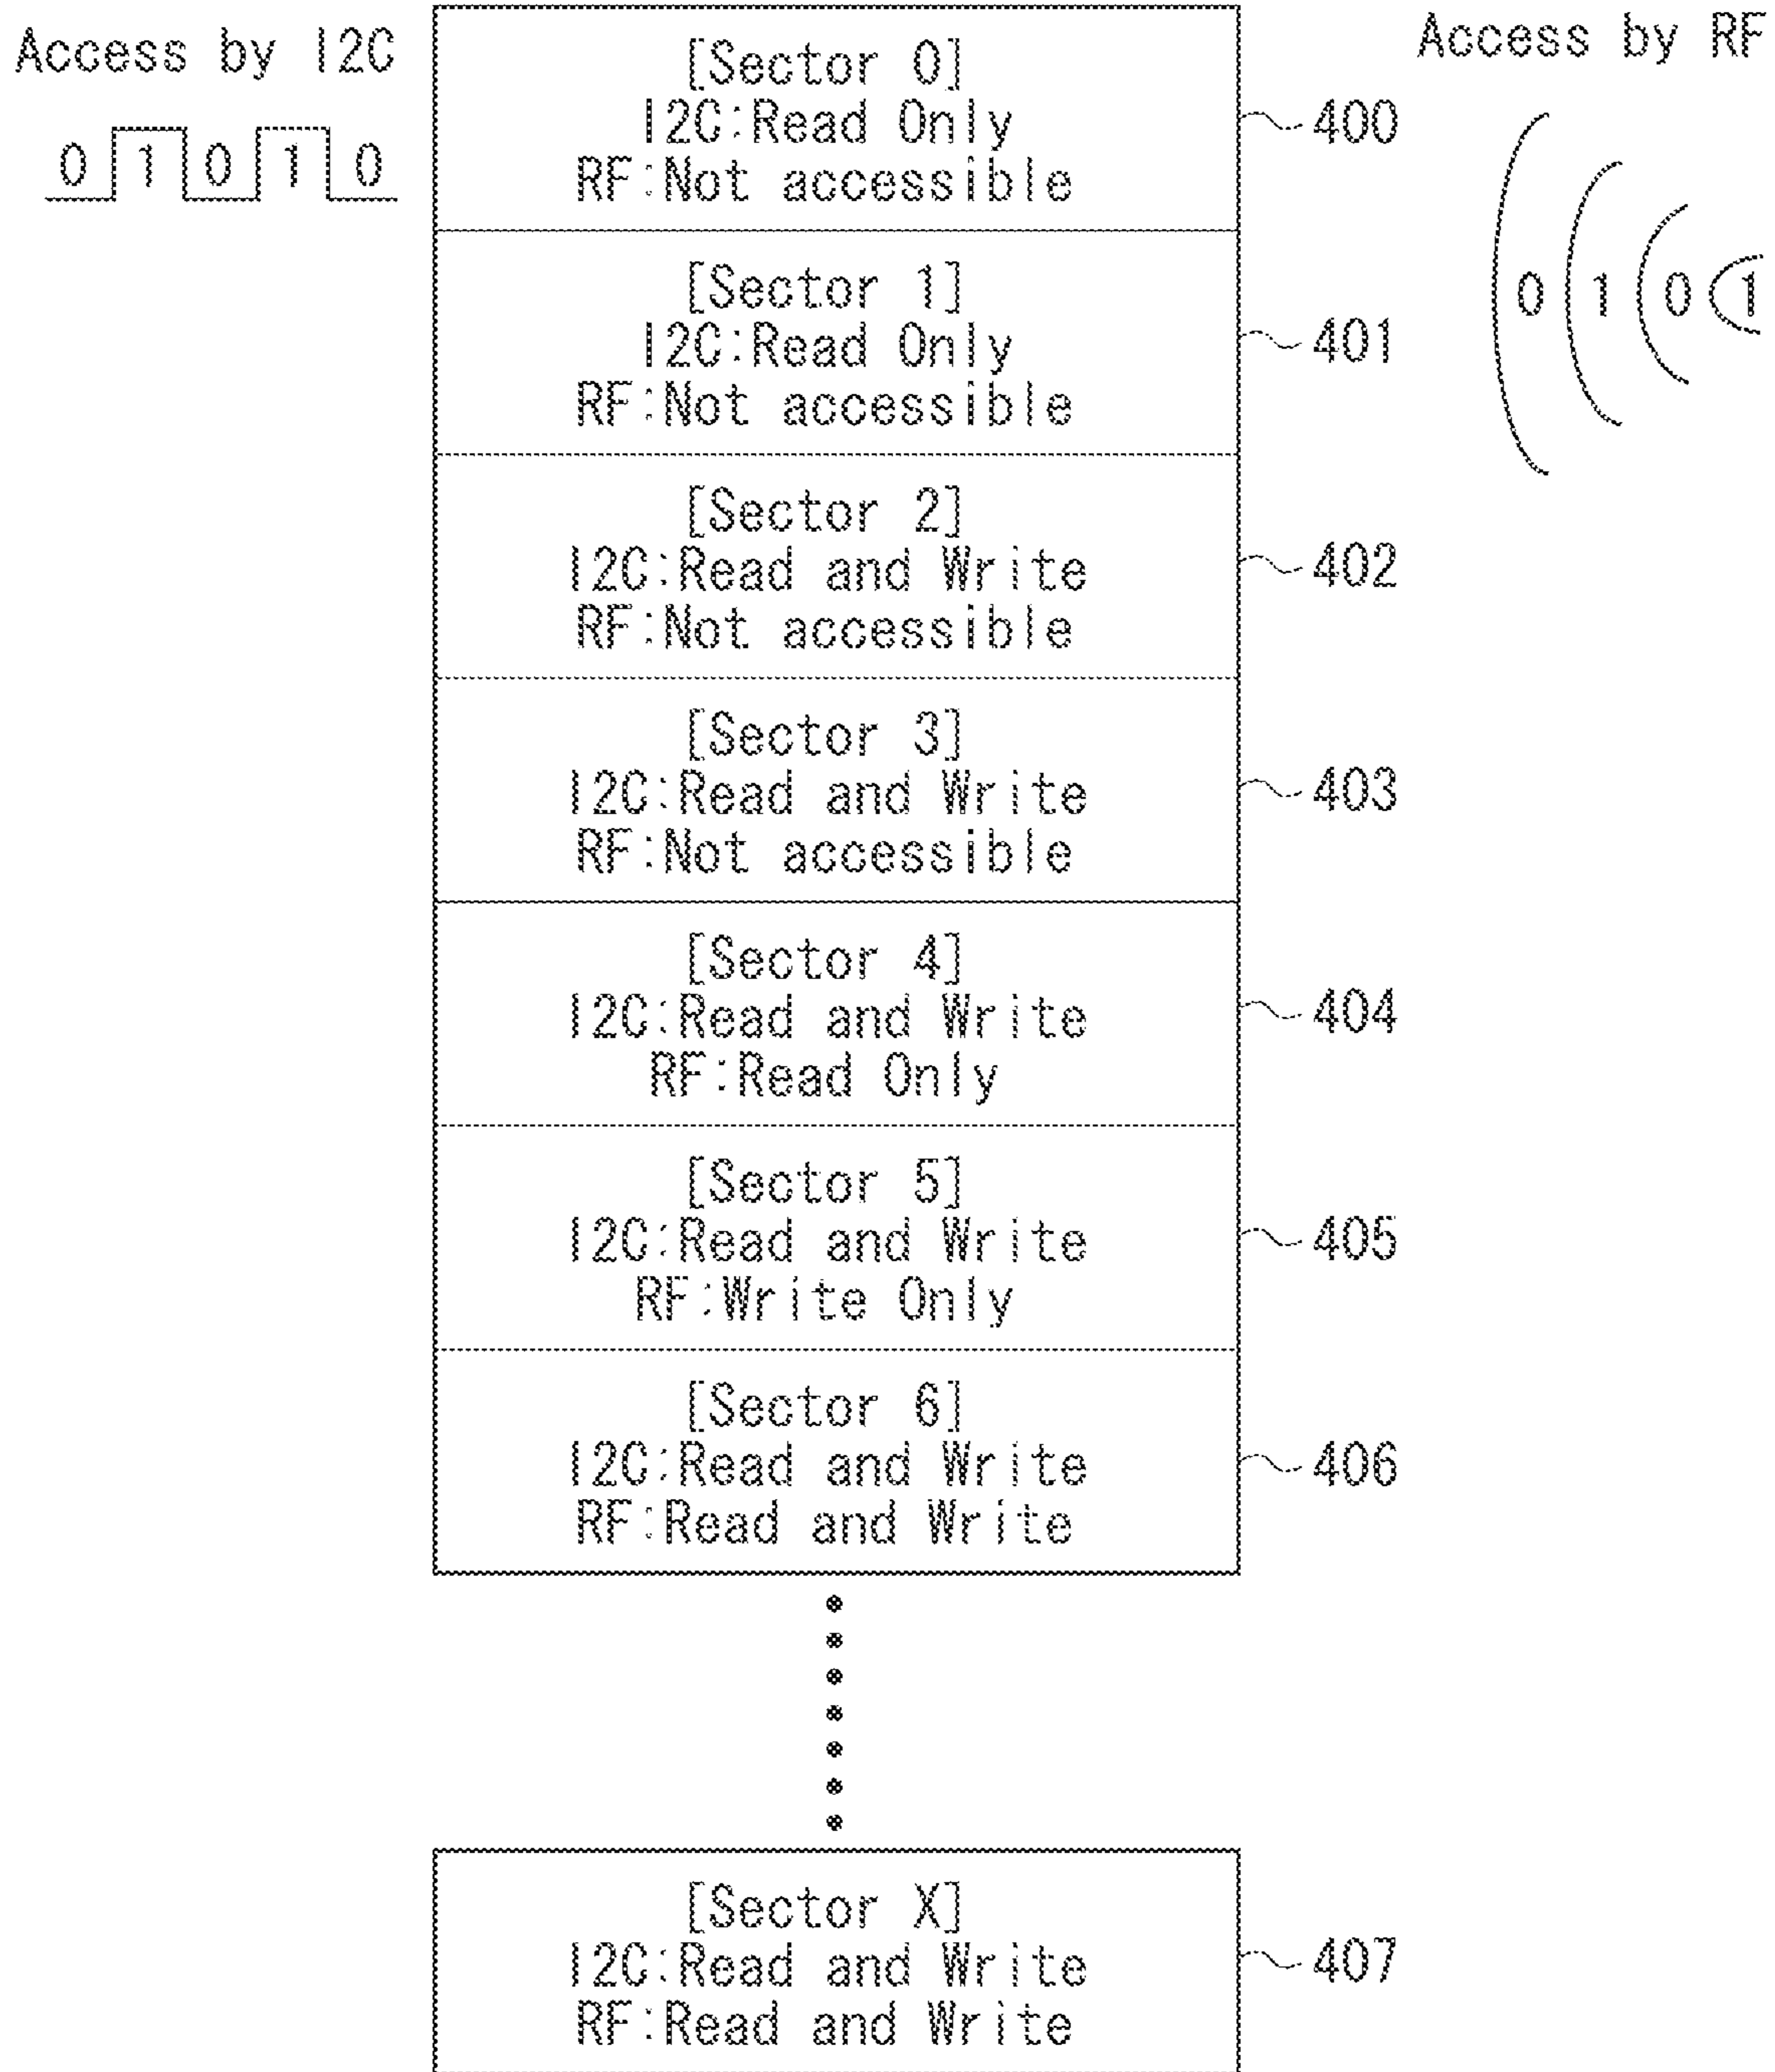 Access by I2C
0 1 0 1 0
[Sector 0]
I2C:Read Only
RF:Not accessible
400
Access by RF
0 1 0 1
[Sector 1]
I2C:Read Only
RF:Not accessible
401
[Sector 2]
I2C:Read and Write
RF:Not accessible
402
[Sector 3]
I2C:Read and Write
RF:Not accessible
403
[Sector 4]
I2C:Read and Write
RF:Read Only
404
[Sector 5]
I2C:Read and Write
RF:Write Only
405
[Sector 6]
I2C:Read and Write
RF:Read and Write
406
[Sector X]
I2C:Read and Write
RF:Read and Write
407